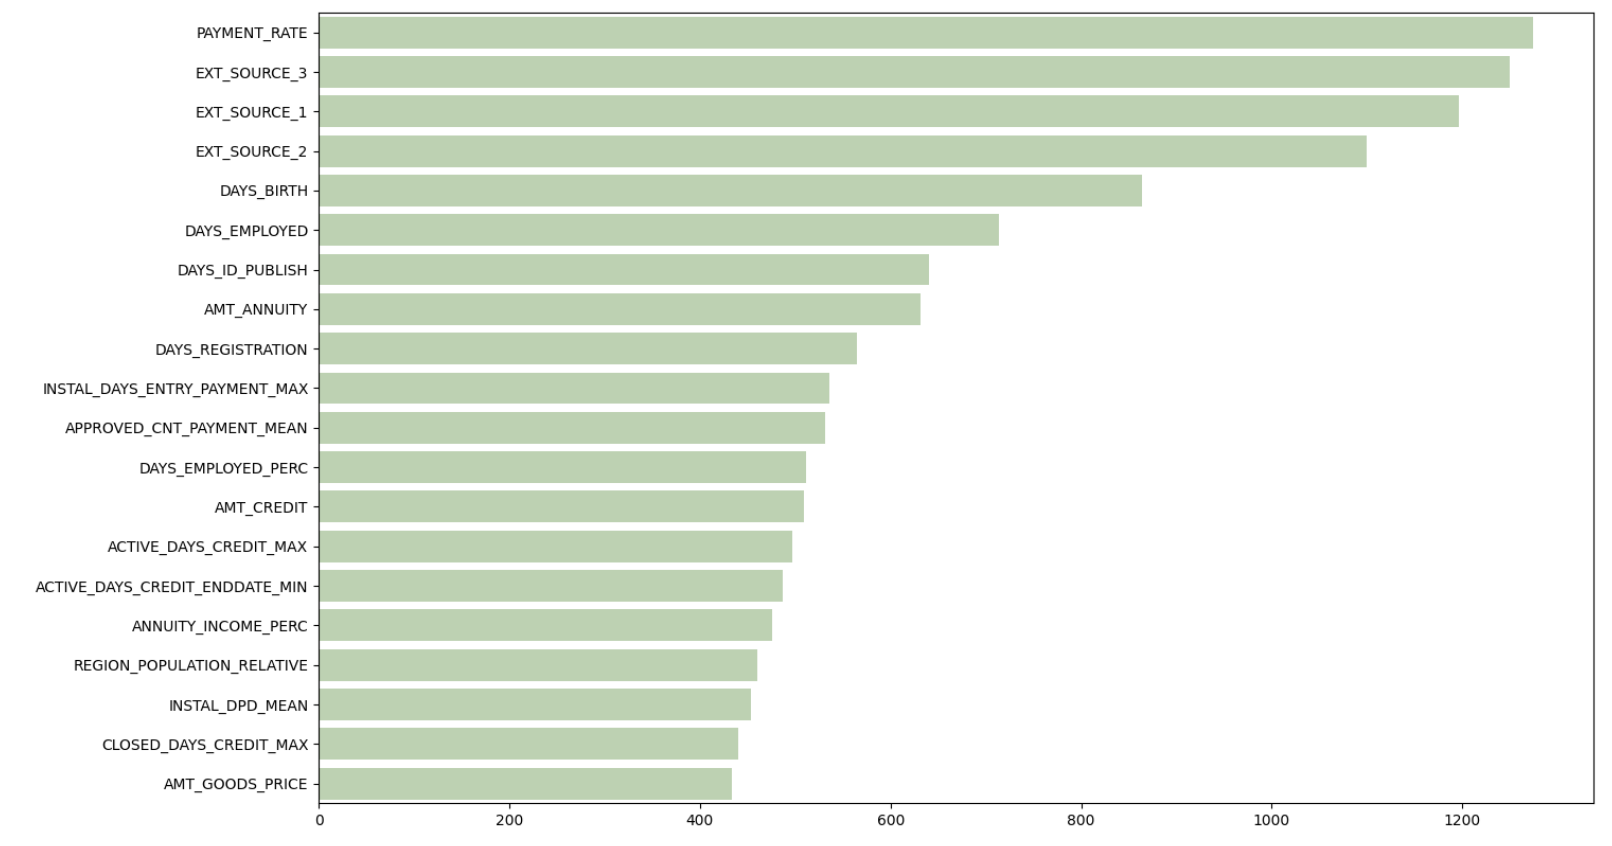 PAYMENT_RATE
EXT_SOURCE_3
EXT_SOURCE_1
EXT_SOURCE_2
DAYS_BIRTH
DAYS_EMPLOYED
DAYS_ID_PUBLISH
AMT_ANNUITY
DAYS_REGISTRATION
INSTAL_DAYS_ENTRY_PAYMENT_MAX
APPROVED_CNT_PAYMENT_MEAN
DAYS_EMPLOYED_PERC
AMT_CREDIT
ACTIVE_DAYS_CREDIT_MAX
ACTIVE_DAYS_CREDIT_ENDDATE_MIN
ANNUITY_INCOME_PERC
REGION_POPULATION_RELATIVE
INSTAL_DPD_MEAN
CLOSED_DAYS_CREDIT_MAX
AMT_GOODS_PRICE
0 200 400 600 800 1000 1200